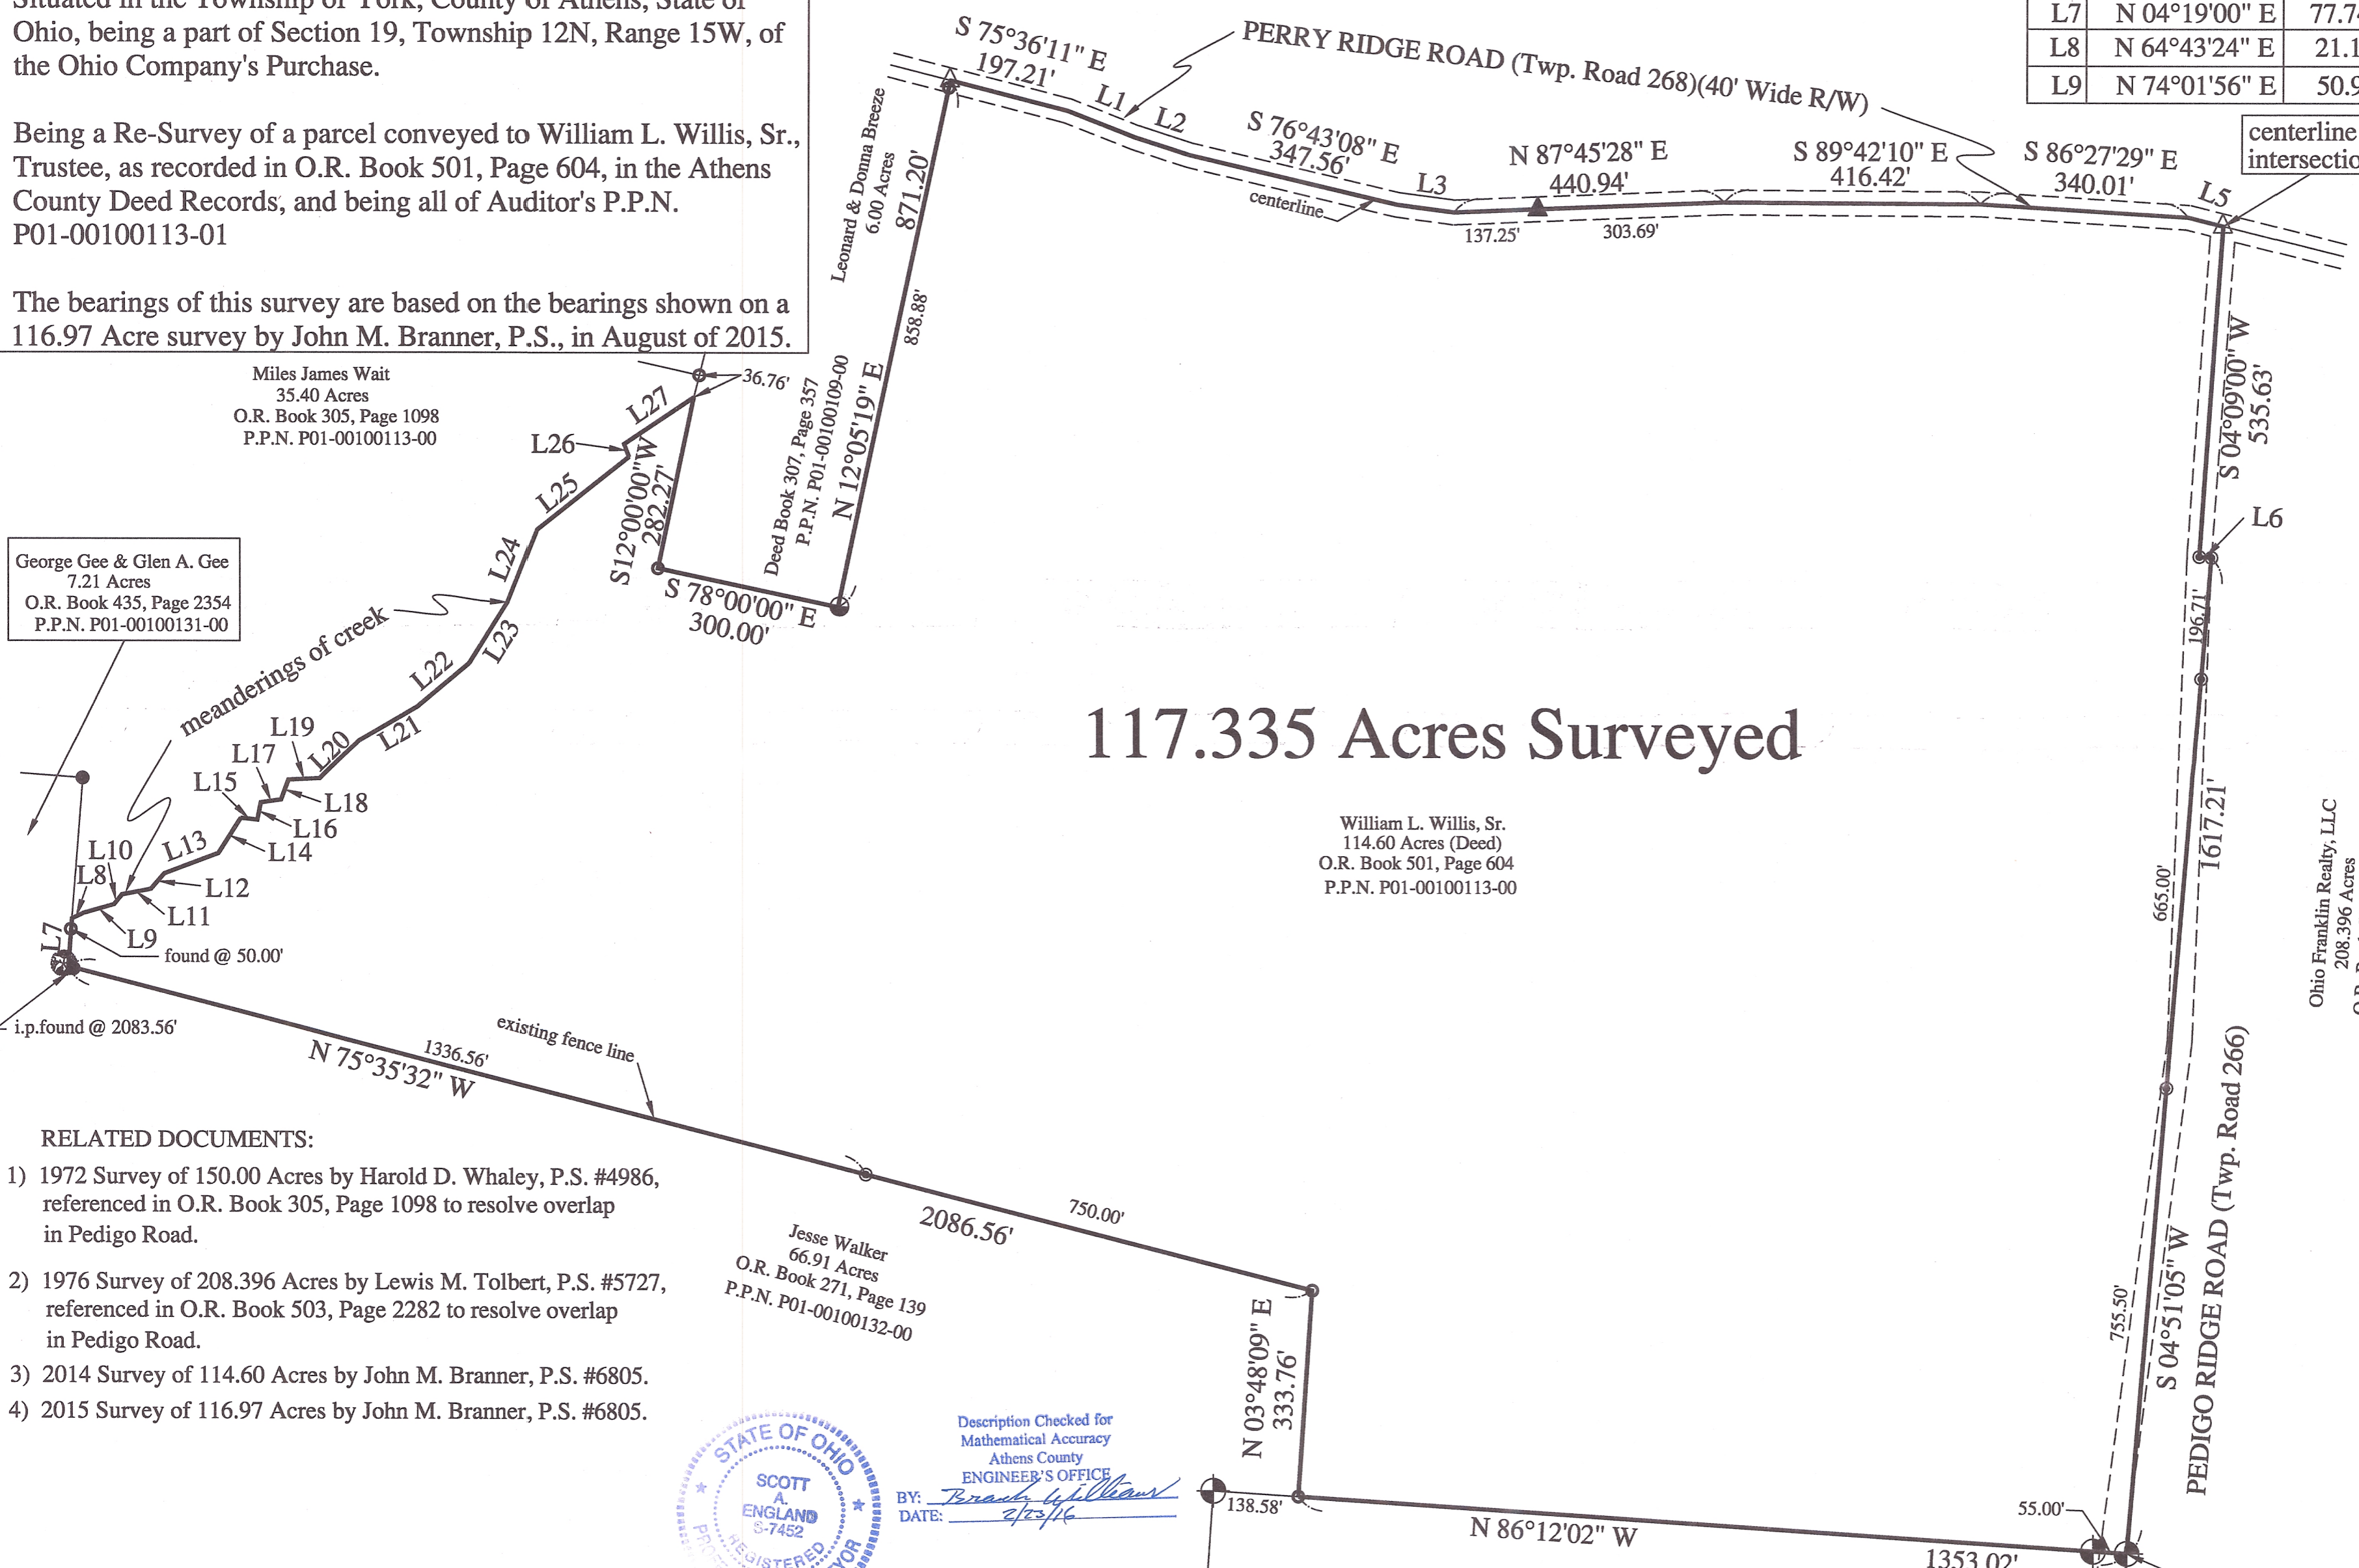 Situated in the Township of York, County of Athens, State of
Ohio, being a part of Section 19, Township 12N, Range 15W, of
the Ohio Company's Purchase.
Being a Re-Survey of a parcel conveyed to William L. Willis, Sr.,
Trustee, as recorded in O.R. Book 501, Page 604, in the Athens
County Deed Records, and being all of Auditor's P.P.N.
P01-00100113-01
The bearings of this survey are based on the bearings shown on a
116.97 Acre survey by John M. Branner, P.S., in August of 2015.
L7 N 04°19'00" E
L8 N 64°43'24" E
L9 N 74°01'56" E
centerline
S 75°36'11" E
197.21'
PERRY RIDGE ROAD (Twp. Road 268)(40' Wide R/W)
L1
L2
S 76°43'08" E
347.56'
L3
centerline
N 87°45'28" E
440.94'
137.25'
303.69'
S 89°42'10" E
416.42'
S 86°27'29" E
340.01'
L5
Leonard & Donna Breeze
6.00 Acres
871.20'
858.88'
N 12°05'19" E
Deed Book 307, Page 357
P.P.N. P01-00100109-00
S 04°09'00" W
535.63'
L6
196.71'
1617.21'
665.00'
755.50'
S 04°51'05" W
PEDIGO RIDGE ROAD (Twp. Road 266)
Ohio Franklin Realty, LLC
208.396 Acres
Miles James Wait
35.40 Acres
O.R. Book 305, Page 1098
P.P.N. P01-00100113-00
36.76'
L27
L26
L25
S12°00'00"W
282.27'
S 78°00'00" E
300.00'
L24
L23
L22
L21
L20
L19
L17
L18
L15
L16
L14
L13
L12
L10
L11
L8
L9
L7
George Gee & Glen A. Gee
7.21 Acres
O.R. Book 435, Page 2354
P.P.N. P01-00100131-00
meanderings of creek
found @ 50.00'
i.p.found @ 2083.56'
117.335 Acres Surveyed
William L. Willis, Sr.
114.60 Acres (Deed)
O.R. Book 501, Page 604
P.P.N. P01-00100113-00
existing fence line
1336.56'
N 75°35'32" W
2086.56'
750.00'
Jesse Walker
66.91 Acres
O.R. Book 271, Page 139
P.P.N. P01-00100132-00
N 03°48'09" E
333.76'
138.58'
N 86°12'02" W
1353.02'
55.00'
RELATED DOCUMENTS:
1) 1972 Survey of 150.00 Acres by Harold D. Whaley, P.S. #4986,
referenced in O.R. Book 305, Page 1098 to resolve overlap
in Pedigo Road.
2) 1976 Survey of 208.396 Acres by Lewis M. Tolbert, P.S. #5727,
referenced in O.R. Book 503, Page 2282 to resolve overlap
in Pedigo Road.
3) 2014 Survey of 114.60 Acres by John M. Branner, P.S. #6805.
4) 2015 Survey of 116.97 Acres by John M. Branner, P.S. #6805.
STATE OF OHIO
SCOTT
A.
ENGLAND
S-7452
REGISTERED
Description Checked for
Mathematical Accuracy
Athens County
ENGINEER'S OFFICE
BY:
DATE: 2/23/16